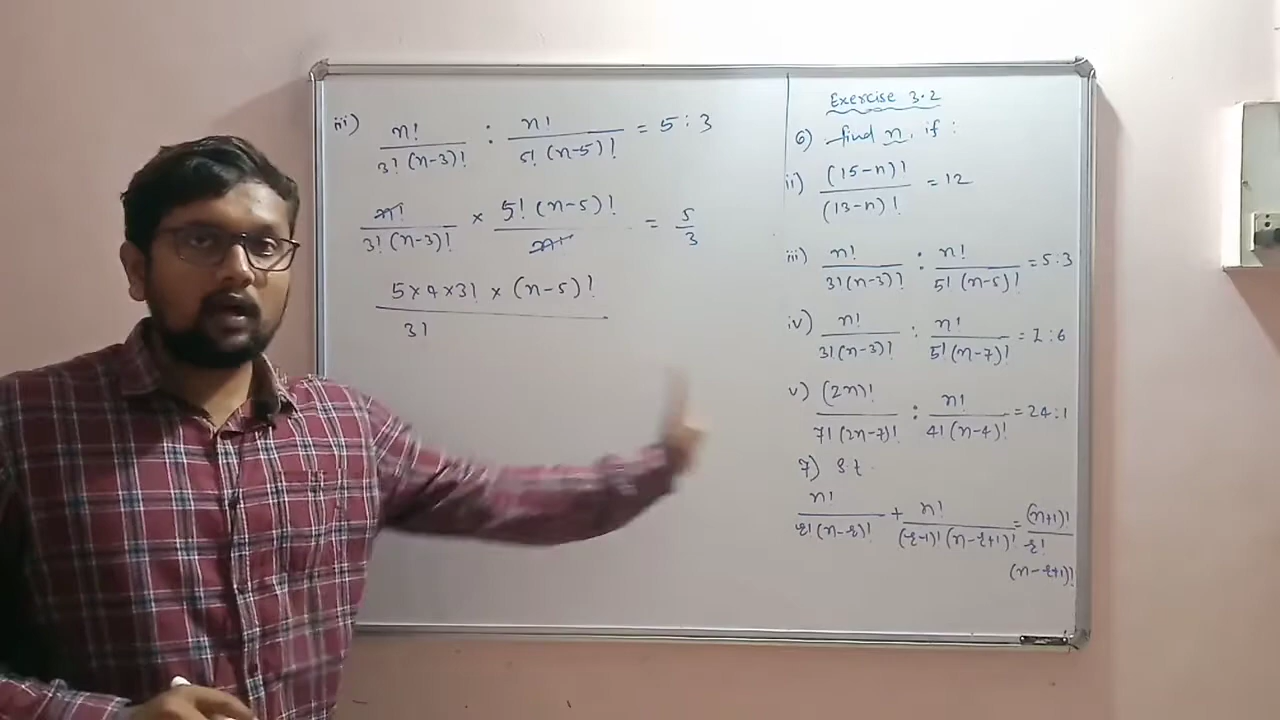 iii) n!/3!(n-3)! : n!/5!(n-5)! = 5:3
n!/3!(n-3)! × 5!(n-5)!/n! = 5/3
5×4×3! × (n-5)!
3!
Exercise 3.2
6) find n, if:
ii) (15-n)!/(13-n)! = 12
iii) n!/3!(n-3)! : n!/5!(n-5)! = 5:3
iv) n!/3!(n-3)! : n!/5!(n-7)! = 1:6
v) (2n)!/7!(2n-7)! : n!/4!(n-4)! = 24:1
7) S.t.
n!/r!(n-r)! + n!/(r-1)!(n-r+1)! = (n+1)!/r!(n-r+1)!